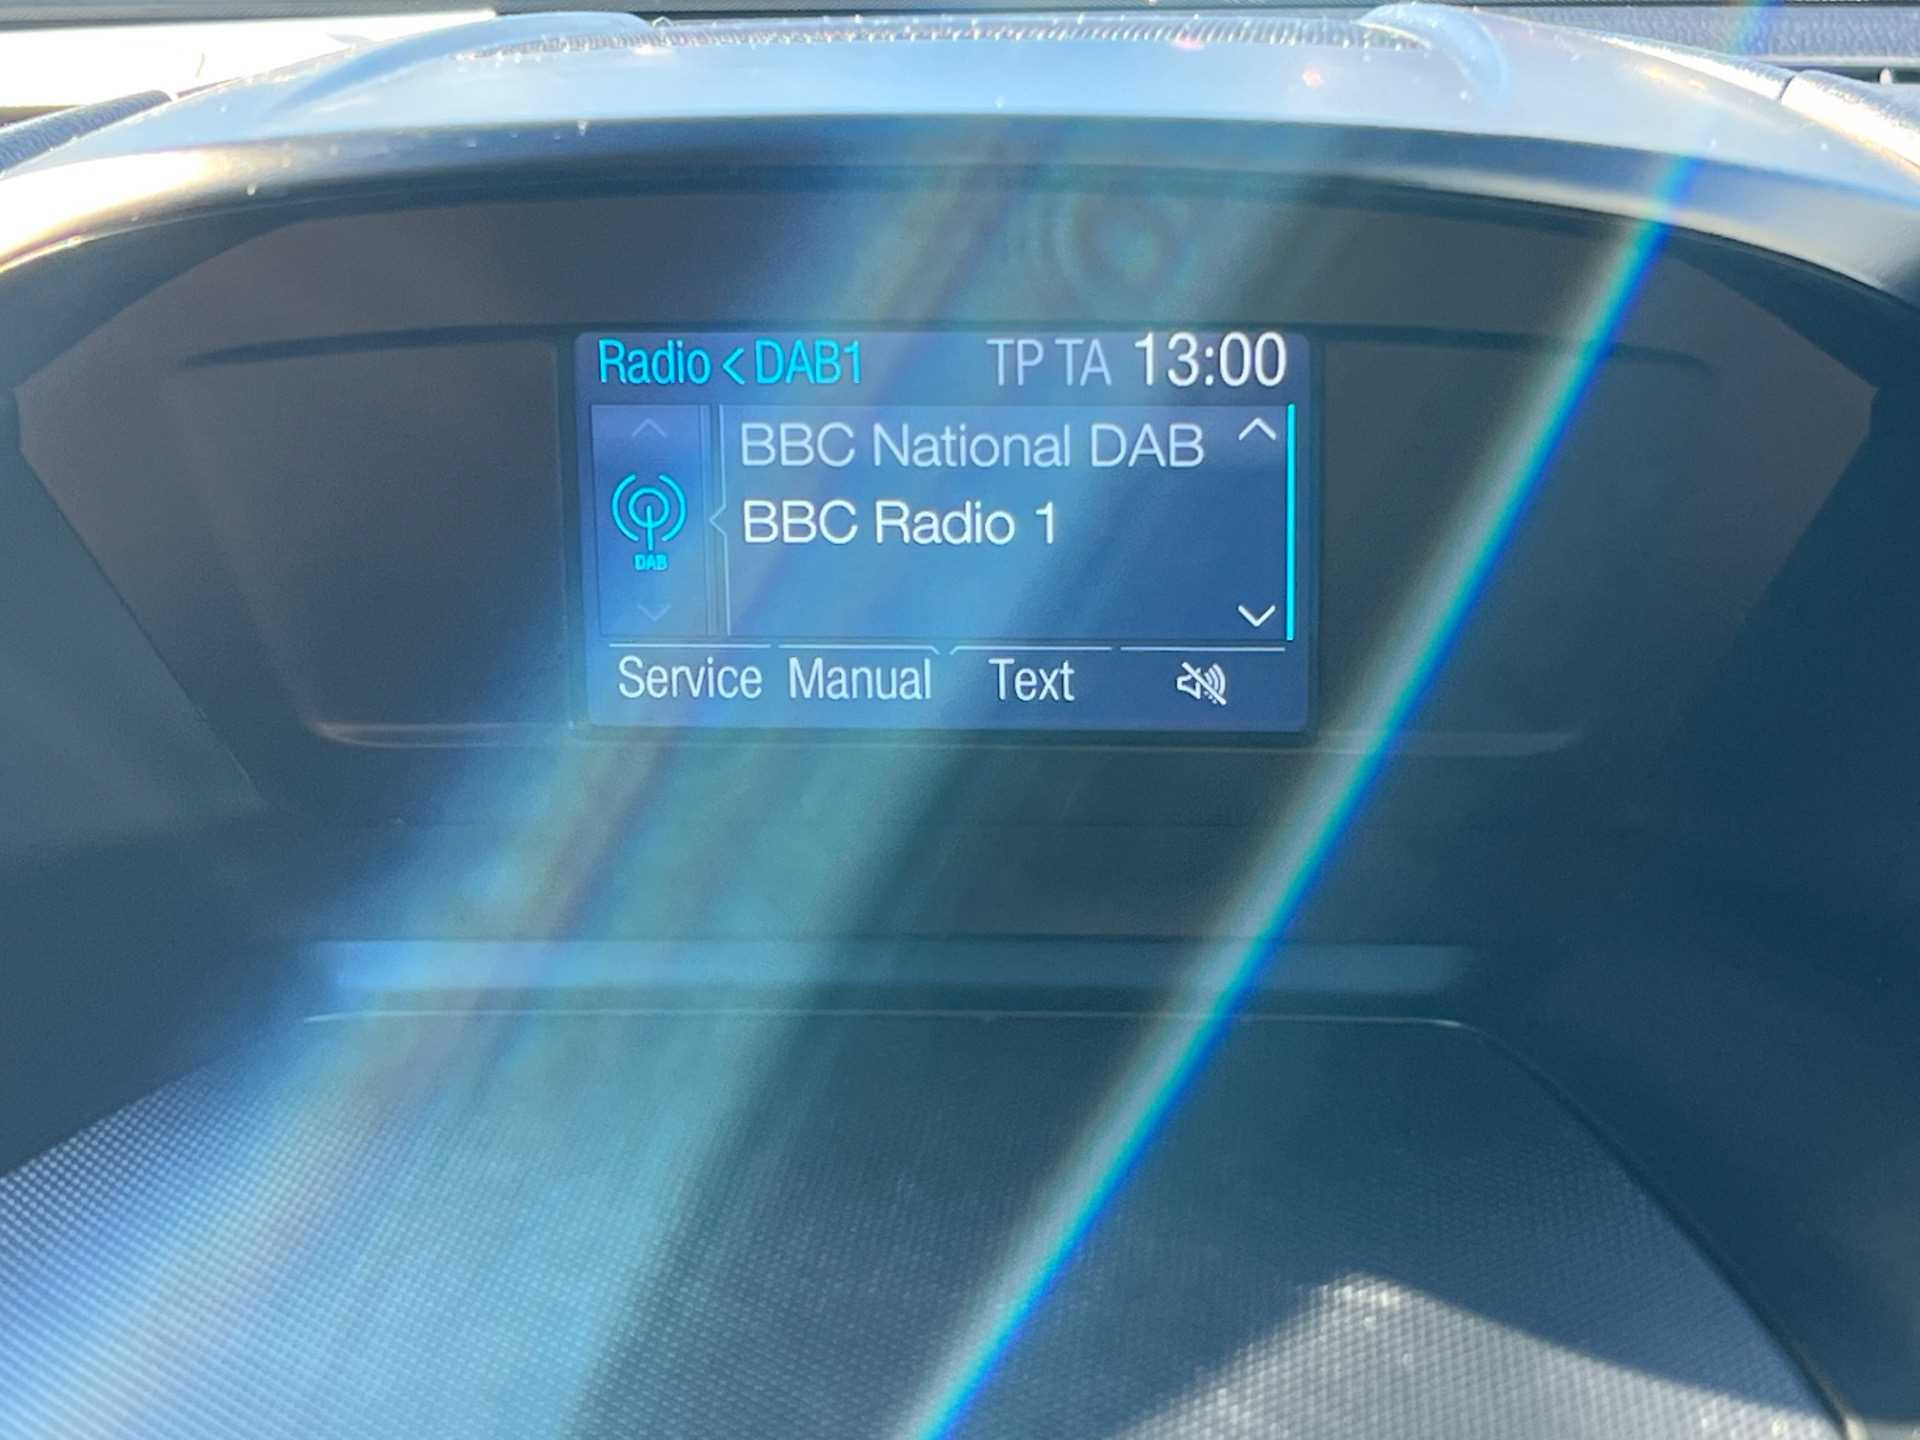 Radio < DAB1 TP TA 13:00
BBC National DAB
BBC Radio 1
DAB
Service Manual Text